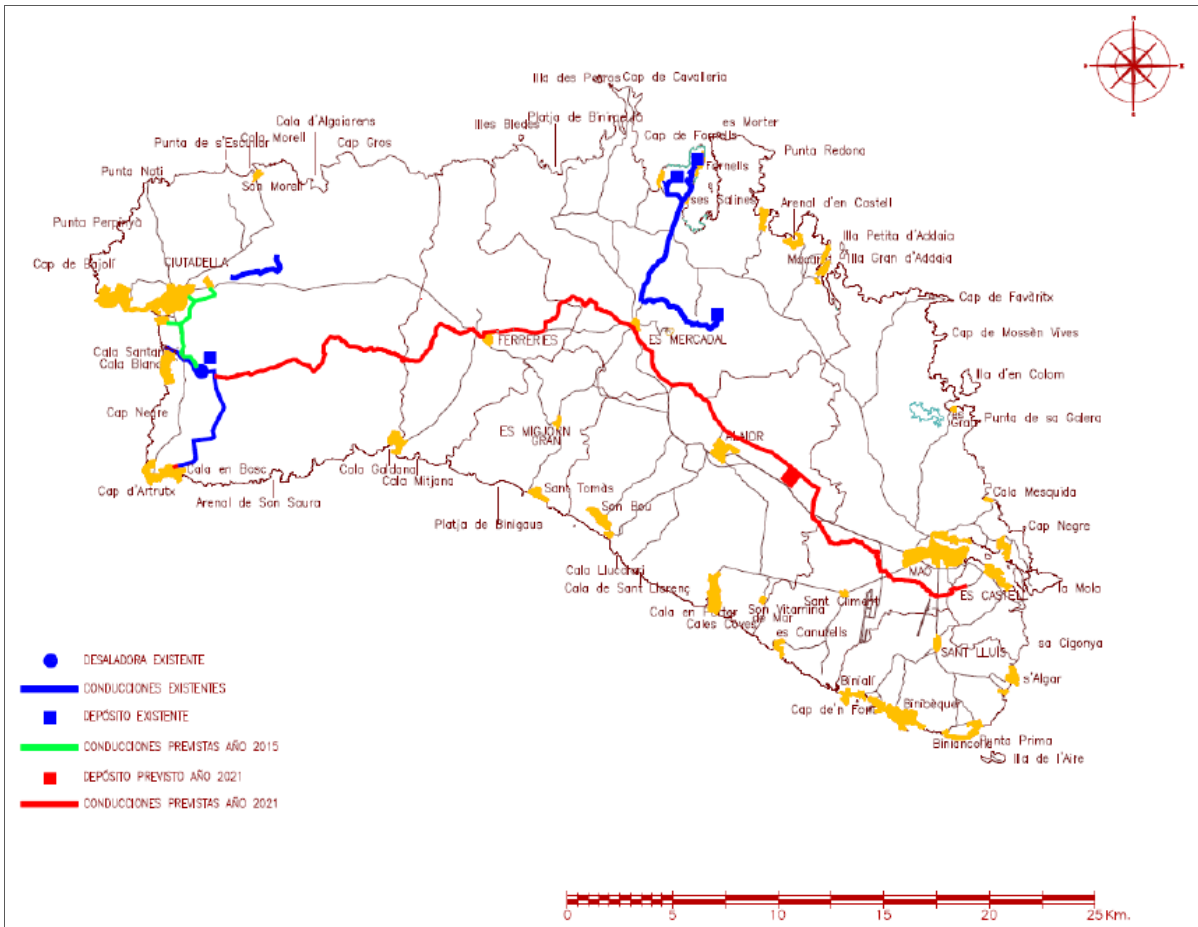 Illa des Porros
Cap de Cavalleria
Cala d'Algaiarens
Illes Bledes
Platja de Binimel·là
es Morter
Cap de Fornells
Punta de s'Escullar
Cala Morell
Cap Gros
Punta Redona
Punta Nati
Son Morell
Fornells
ses Salines
Arenal d'en Castell
Punta Perpinyà
Illa Petita d'Addaia
Cap de Bajolí
CIUTADELLA
Illa Gran d'Addaia
Cap de Favàritx
Cap de Mossèn Vives
FERRERIES
ES MERCADAL
Cala Santan
Cala Blanc
Illa d'en Colom
Cap Negre
es
Grau
Punta de sa Galera
ES MIGJORN
GRAN
ALAIOR
Cala en Bosc
Cala Galdana
Cala Mitjana
Cap d'Artrutx
Arenal de Son Saura
Sant Tomàs
Cala Mesquida
Son Bou
Platja de Binigaus
Cap Negre
Cala Llucalari
MAÓ
Cala de Sant Llorenç
ES CASTELL
la Mola
Sant Climent
Cala en Porter
Son Vitamina
de Mar
Cales Coves
es Canutells
sa Cigonya
SANT LLUÍS
DESALADORA EXISTENTE
s'Algar
CONDUCCIONES EXISTENTES
Binialí
Binibèquer
Cap de'n Font
DEPÓSITO EXISTENTE
Punta Prima
Biniancolla
CONDUCCIONES PREVISTAS AÑO 2015
Illa de l'Aire
DEPÓSITO PREVISTO AÑO 2021
CONDUCCIONES PREVISTAS AÑO 2021
0 5 10 15 20 25 Km.